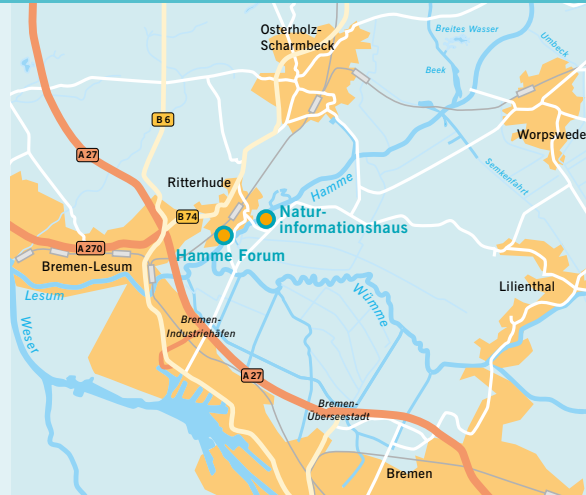 Osterholz-
Scharmbeck
Breites Wasser
Umbeck
Beek
B 6
Worpswede
A 27
Semkenfahrt
Ritterhude
Hamme
B 74
Natur-
informationshaus
A 270
Hamme Forum
Bremen-Lesum
Lilienthal
Lesum
Wümme
Weser
Bremen-
Industriehäfen
A 27
Bremen-
Überseestadt
Bremen